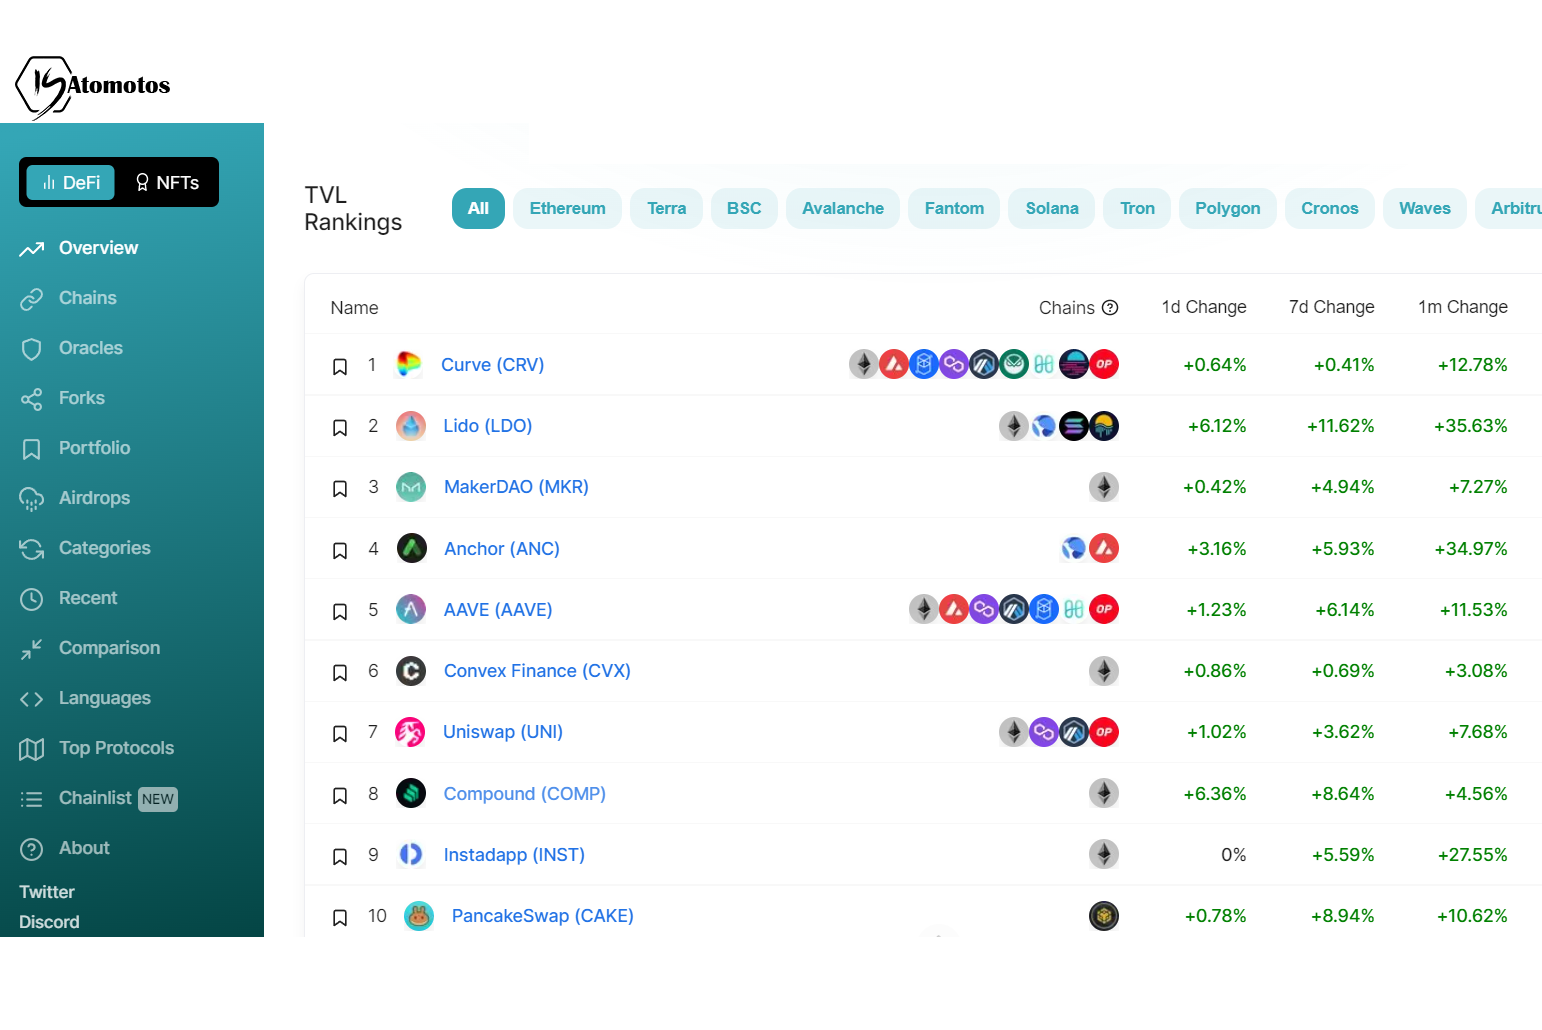 Atomotos
DeFi NFTs
Overview
Chains
Oracles
Forks
Portfolio
Airdrops
Categories
Recent
Comparison
Languages
Top Protocols
Chainlist NEW
About
Twitter
Discord
TVL
Rankings
All Ethereum Terra BSC Avalanche Fantom Solana Tron Polygon Cronos Waves Arbitru
Name Chains 1d Change 7d Change 1m Change
1 Curve (CRV) OP +0.64% +0.41% +12.78%
2 Lido (LDO) +6.12% +11.62% +35.63%
3 MakerDAO (MKR) +0.42% +4.94% +7.27%
4 Anchor (ANC) +3.16% +5.93% +34.97%
5 AAVE (AAVE) OP +1.23% +6.14% +11.53%
6 Convex Finance (CVX) +0.86% +0.69% +3.08%
7 Uniswap (UNI) OP +1.02% +3.62% +7.68%
8 Compound (COMP) +6.36% +8.64% +4.56%
9 Instadapp (INST) 0% +5.59% +27.55%
10 PancakeSwap (CAKE) +0.78% +8.94% +10.62%